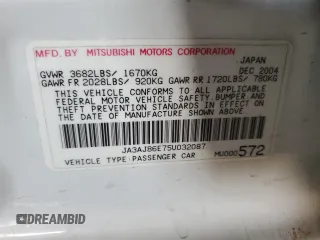 MFD. BY MITSUBISHI MOTORS CORPORATION
JAPAN
GVWR 3682LBS/ 1670KG DEC 2004
GAWR FR 2028LBS/ 920KG GAWR RR 1720LBS/ 780KG
THIS VEHICLE CONFORMS TO ALL APPLICABLE
FEDERAL MOTOR VEHICLE SAFETY, BUMPER,
AND THEFT PREVENTION STANDARDS IN EFFECT
ON THE DATE OF MANUFACTURE SHOWN ABOVE.
JA3AJ86E75U032087
VEHICLE TYPE: PASSENGER CAR
MU000572
DREAMBID